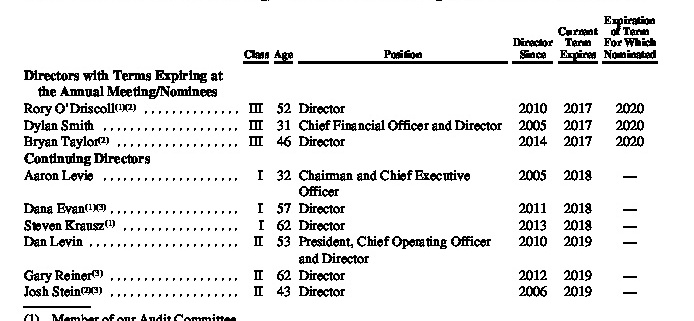 Class Age Position Director Since Current Term Expires Expiration of Term For Which Nominated
Directors with Terms Expiring at
the Annual Meeting/Nominees
Rory O'Driscoll(1)(2) ................ III 52 Director 2010 2017 2020
Dylan Smith ..................... III 31 Chief Financial Officer and Director 2005 2017 2020
Bryan Taylor(2) ................... III 46 Director 2014 2017 2020
Continuing Directors
Aaron Levie ..................... I 32 Chairman and Chief Executive 2005 2018 —
Officer
Dana Evan(1)(3) .................... I 57 Director 2011 2018 —
Steven Krausz(1) .................. I 62 Director 2013 2018 —
Dan Levin ....................... II 53 President, Chief Operating Officer 2010 2019 —
and Director
Gary Reiner(3) .................... II 62 Director 2012 2019 —
Josh Stein(2)(3) .................... II 43 Director 2006 2019 —
(1) Member of our Audit Committee